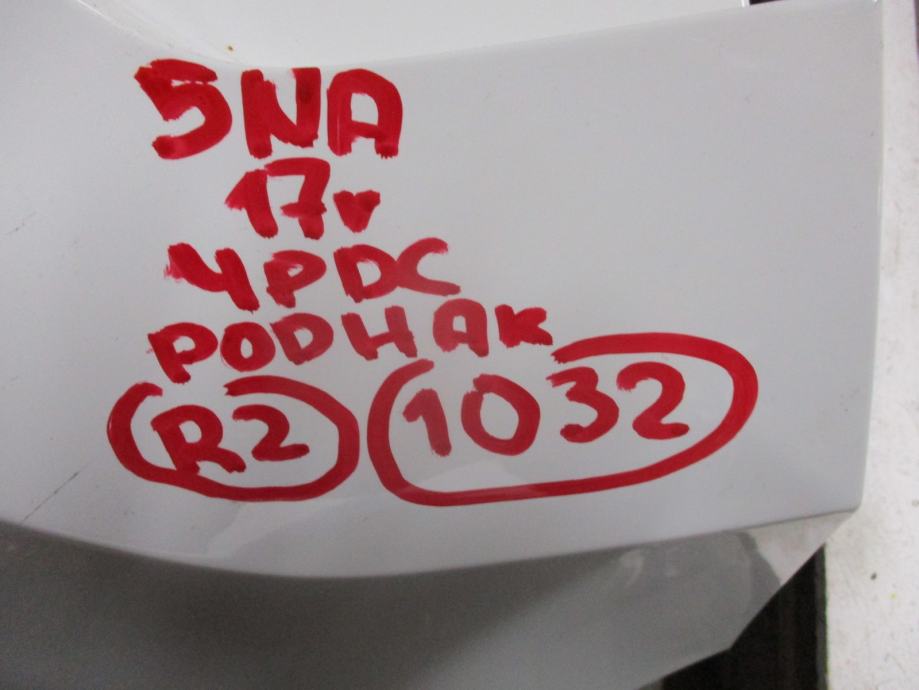 5NA
17v
4PDC
PODHAK
R2 1032